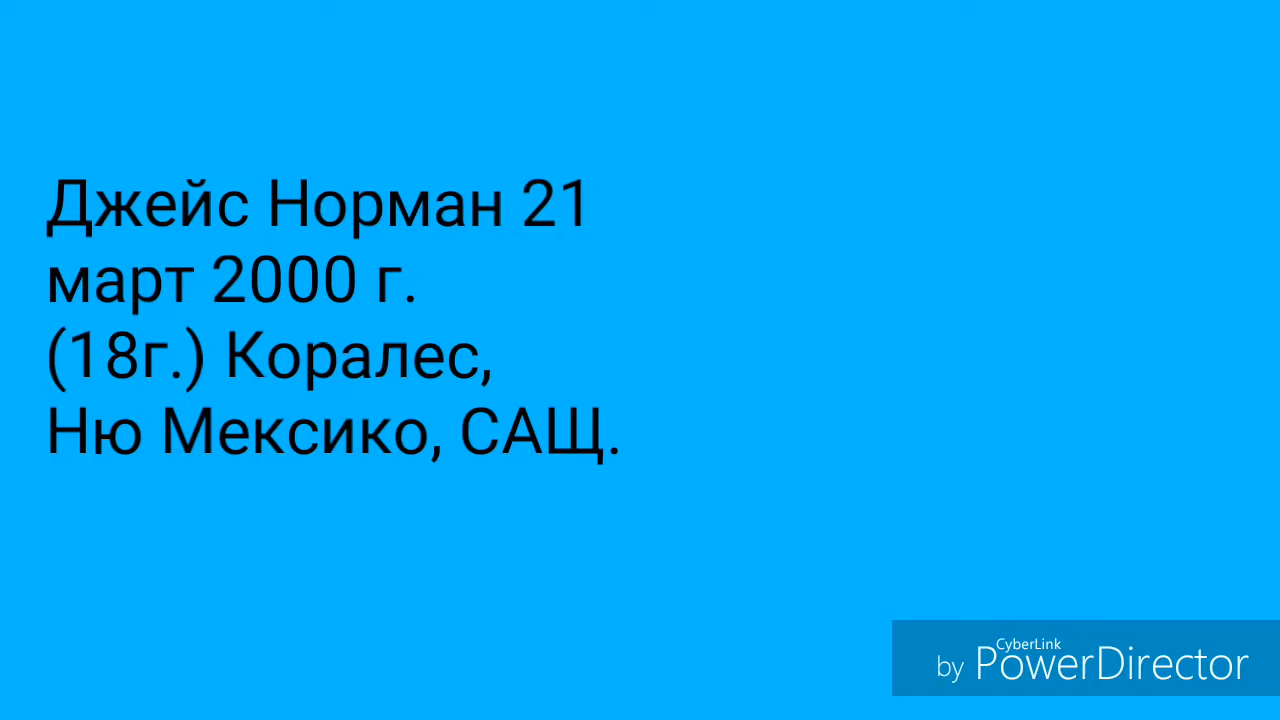 Джейс Норман 21
март 2000 г.
(18г.) Коралес,
Ню Мексико, САЩ.
CyberLink
by PowerDirector